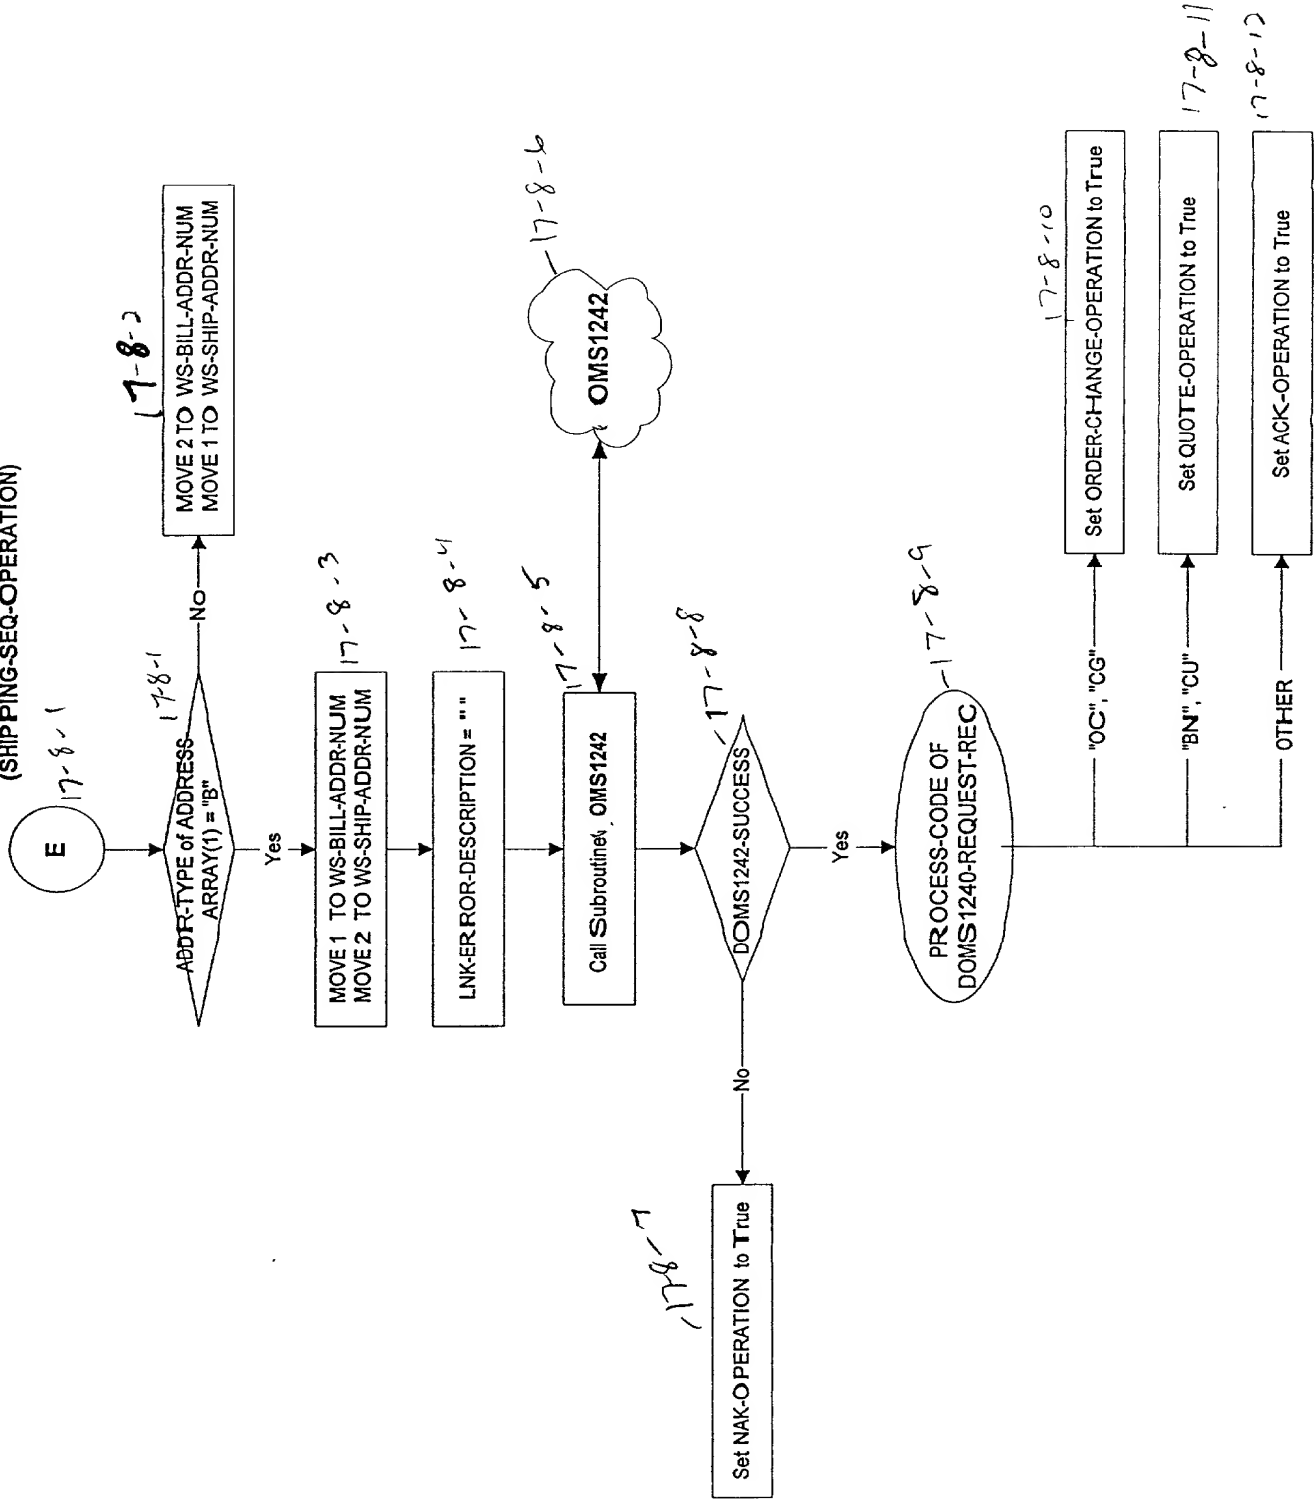 (SHIPPING-SEQ-OPERATION)
E
17-8-1
ADDR-TYPE of ADDRESS-
ARRAY(1) = "B"
17-8-1
No
17-8-2
MOVE 2 TO WS-BILL-ADDR-NUM
MOVE 1 TO WS-SHIP-ADDR-NUM
Yes
MOVE 1 TO WS-BILL-ADDR-NUM
MOVE 2 TO WS-SHIP-ADDR-NUM
17-8-3
LNK-ERROR-DESCRIPTION = " "
17-8-4
Call Subroutine, OMS1242
17-8-5
OMS1242
17-8-6
DOMS1242-SUCCESS
17-8-8
No
Set NAK-OPERATION to True
17-8-7
Yes
PROCESS-CODE OF
DOMS1240-REQUEST-REC
17-8-9
"OC", "CG"
Set ORDER-CHANGE-OPERATION to True
17-8-10
"BN", "CU"
Set QUOTE-OPERATION to True
17-8-11
OTHER
Set ACK-OPERATION to True
17-8-12